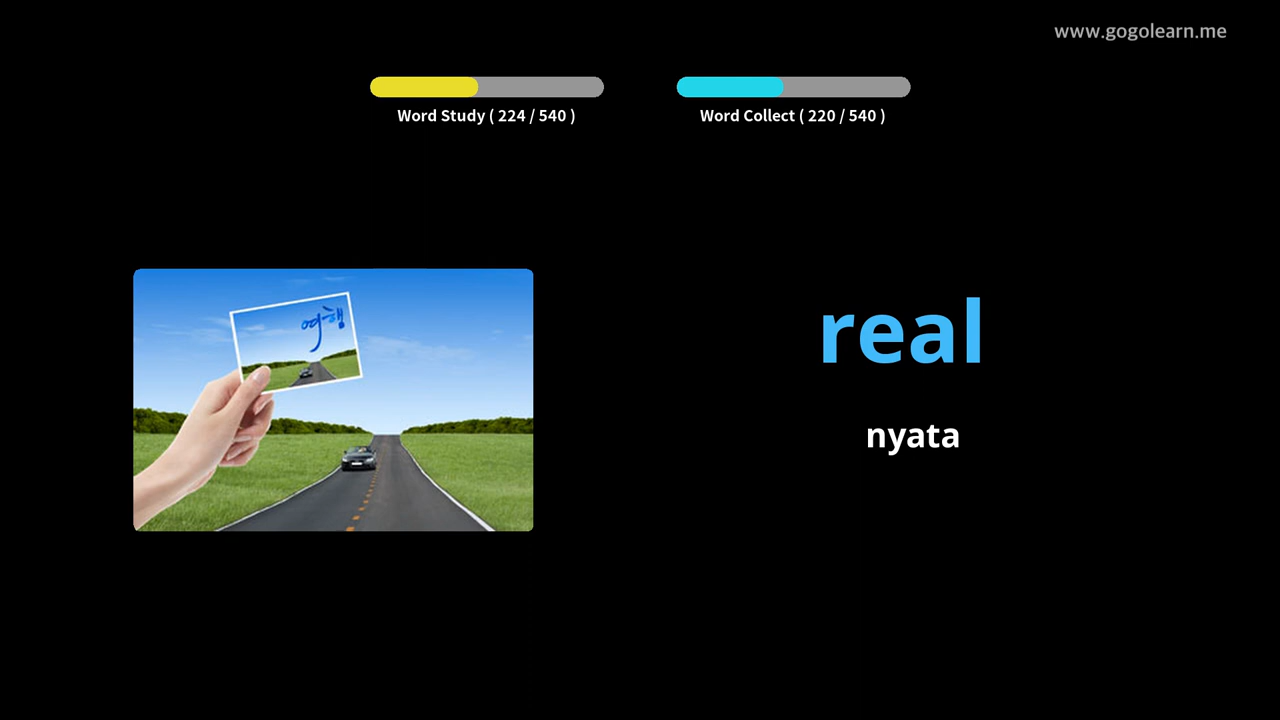 www.gogolearn.me
Word Study ( 224 / 540 )
Word Collect ( 220 / 540 )
여행
real
nyata